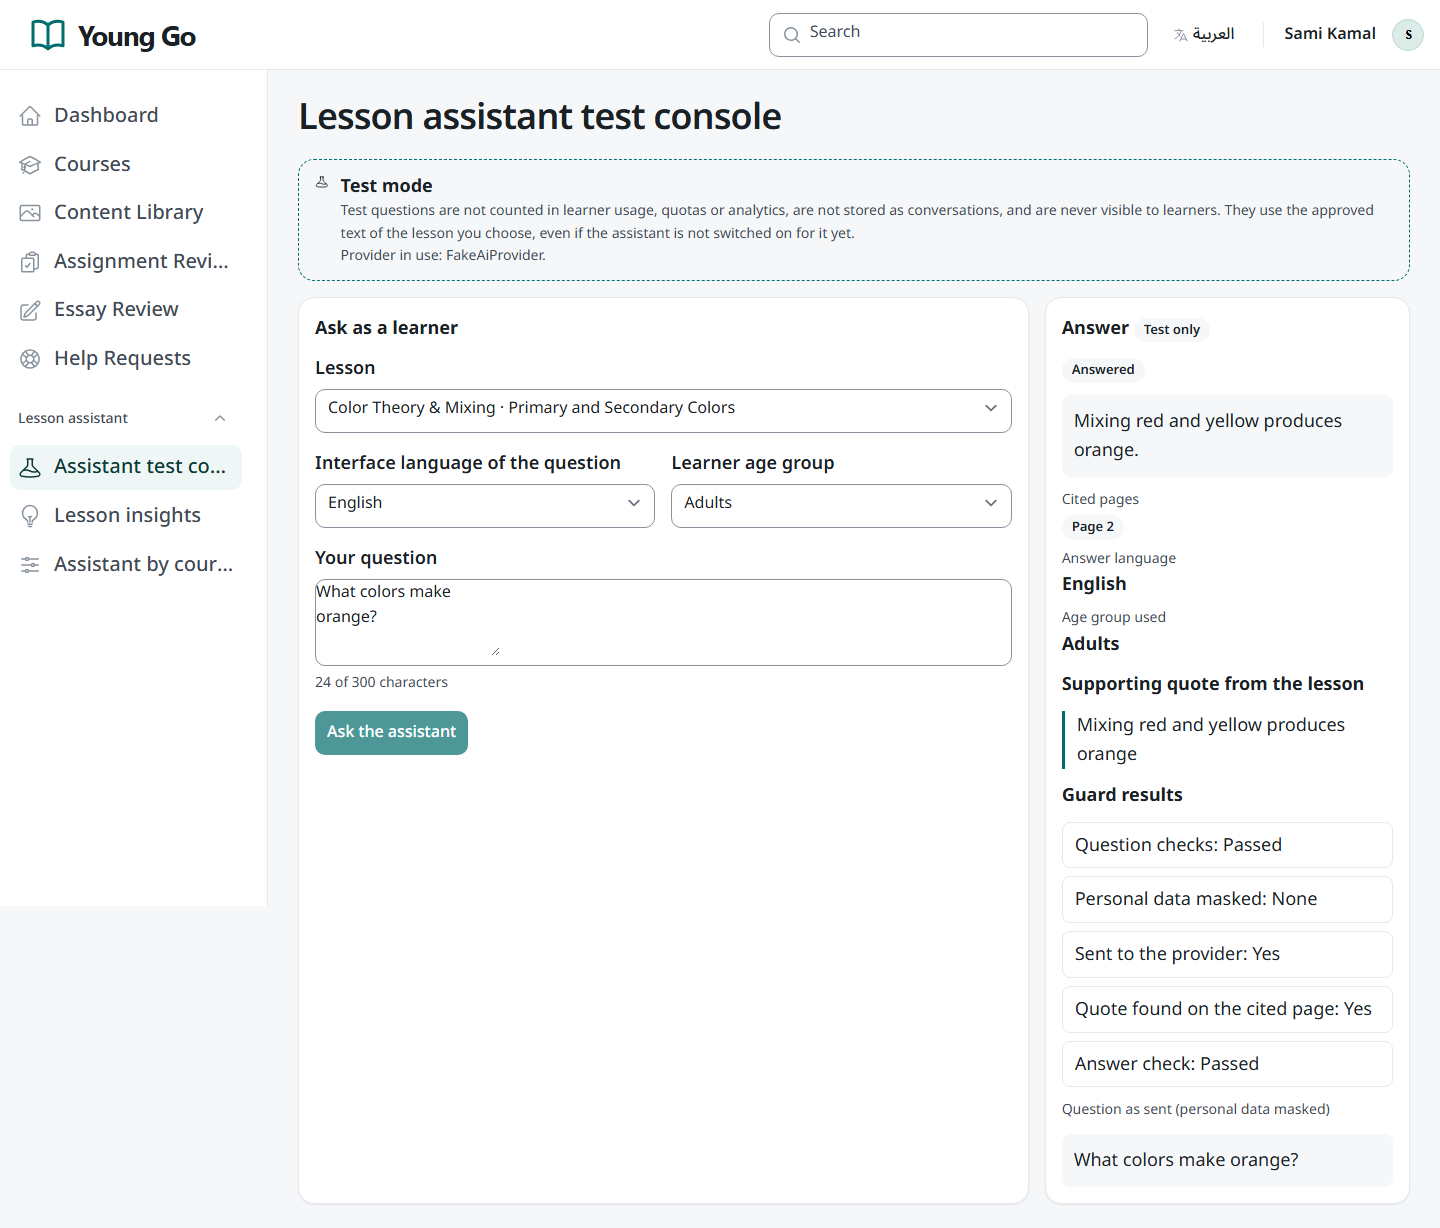 Young Go
Search
العربية
Sami Kamal
S
Dashboard
Courses
Content Library
Assignment Revi...
Essay Review
Help Requests
Lesson assistant
Assistant test co...
Lesson insights
Assistant by cour...
Lesson assistant test console
Test mode
Test questions are not counted in learner usage, quotas or analytics, are not stored as conversations, and are never visible to learners. They use the approved
text of the lesson you choose, even if the assistant is not switched on for it yet.
Provider in use: FakeAiProvider.
Ask as a learner
Lesson
Color Theory & Mixing · Primary and Secondary Colors
Interface language of the question
English
Learner age group
Adults
Your question
What colors make
orange?
24 of 300 characters
Ask the assistant
Answer
Test only
Answered
Mixing red and yellow produces
orange.
Cited pages
Page 2
Answer language
English
Age group used
Adults
Supporting quote from the lesson
Mixing red and yellow produces
orange
Guard results
Question checks: Passed
Personal data masked: None
Sent to the provider: Yes
Quote found on the cited page: Yes
Answer check: Passed
Question as sent (personal data masked)
What colors make orange?